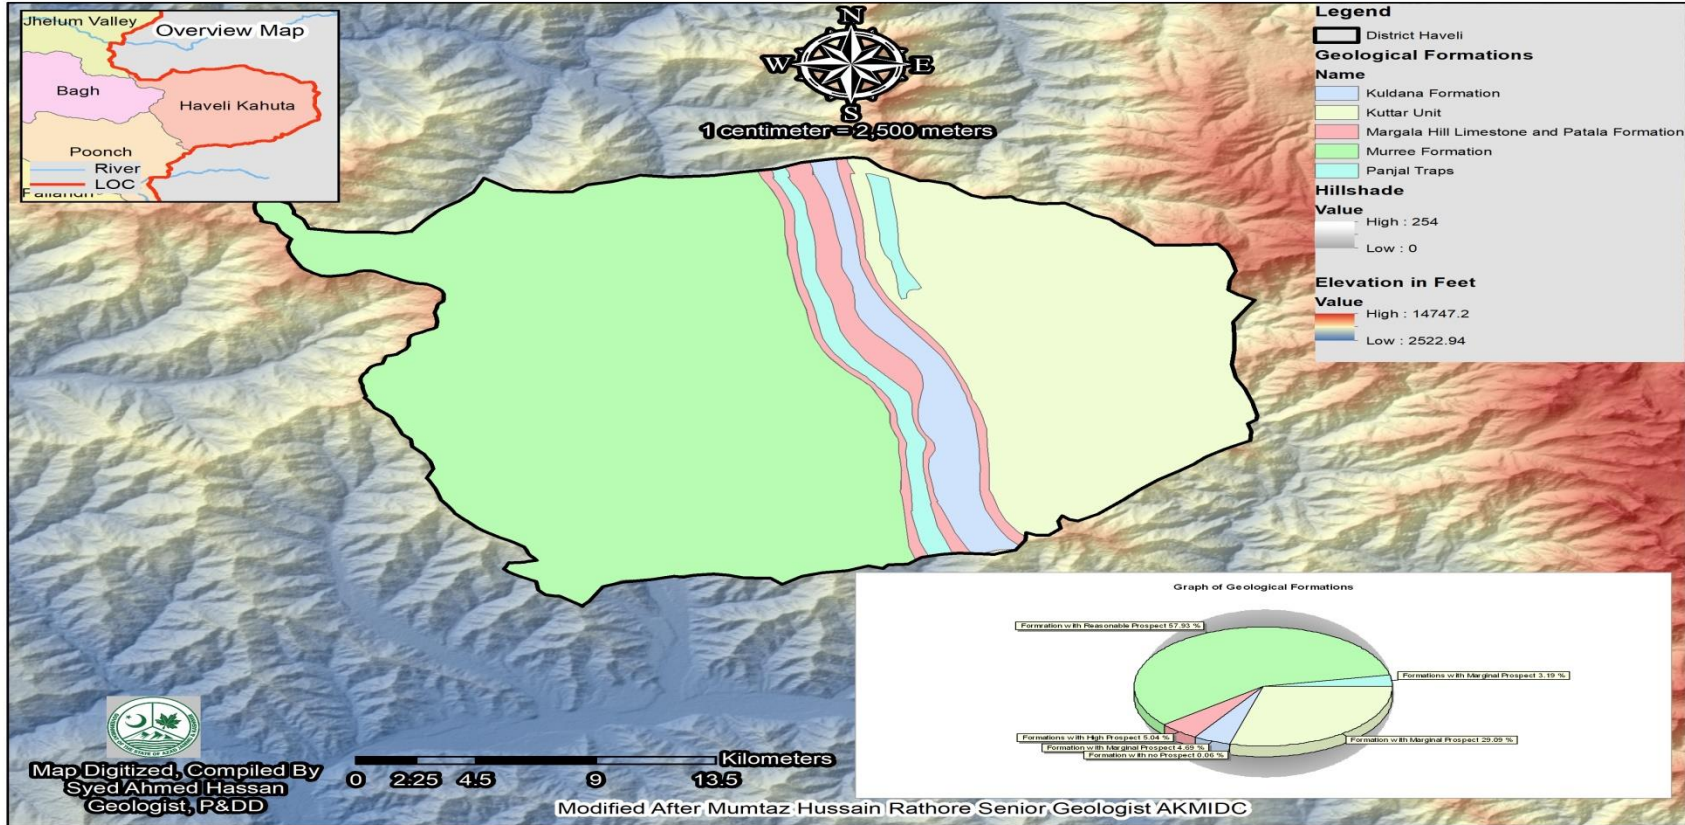 Jhelum Valley
Overview Map
Bagh
Haveli Kahuta
Poonch
River
LOC
N
W
E
S
1 centimeter = 2,500 meters
Legend
District Haveli
Geological Formations
Name
Kuldana Formation
Kuttar Unit
Margala Hill Limestone and Patala Formation
Murree Formation
Panjal Traps
Hillshade
Value
High : 254
Low : 0
Elevation in Feet
Value
High : 14747.2
Low : 2522.94
Graph of Geological Formations
Formration with Reasonable Prospect 57.93 %
Formations with Marginal Prospect 3.19 %
Formations with High Prospect 5.04 %
Formation with Marginal Prospect 4.69 %
Formation with no Prospect 0.06 %
Formation with Marginal Prospect 29.09 %
Map Digitized, Compiled By
Syed Ahmed Hassan
Geologist, P&DD
Kilometers
0 2.25 4.5 9 13.5
Modified After Mumtaz Hussain Rathore Senior Geologist AKMIDC